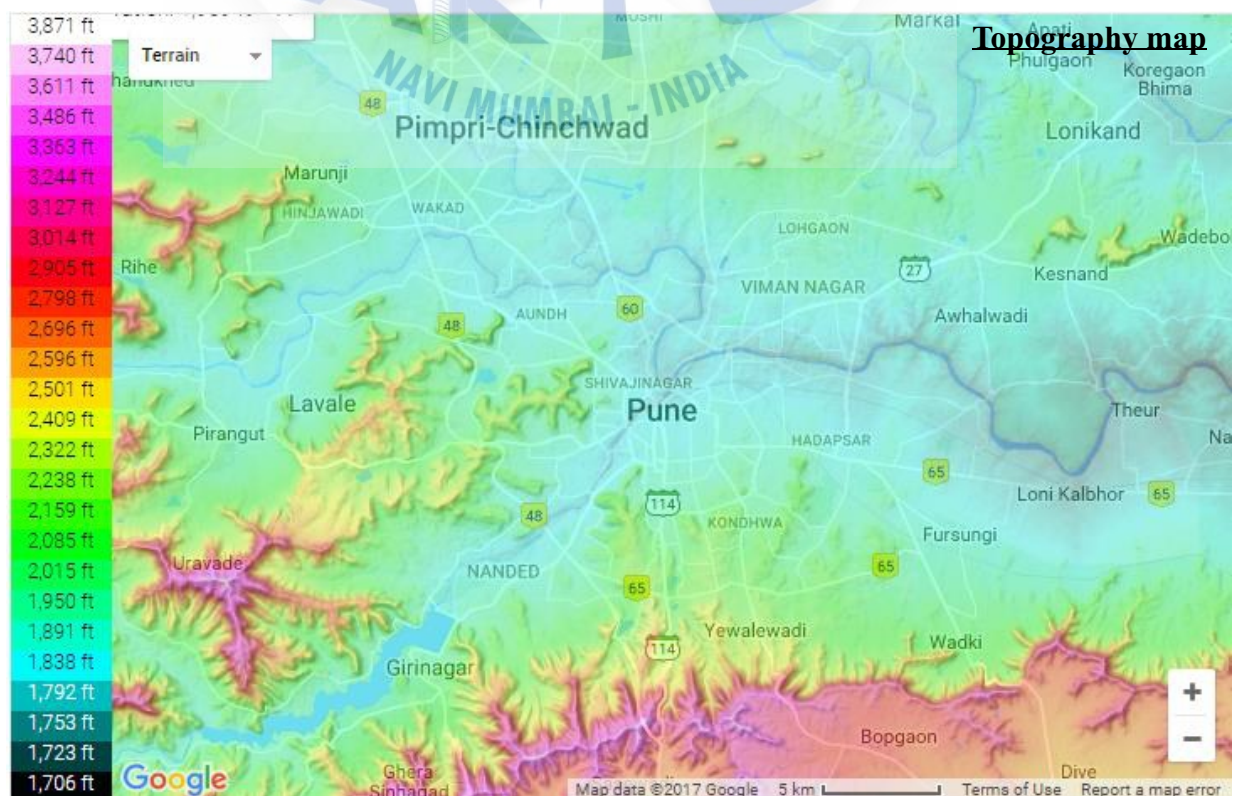 Topography map
3,871 ft
3,740 ft
3,611 ft
3,486 ft
3,363 ft
3,244 ft
3,127 ft
3,014 ft
2,905 ft
2,798 ft
2,696 ft
2,596 ft
2,501 ft
2,409 ft
2,322 ft
2,238 ft
2,159 ft
2,085 ft
2,015 ft
1,950 ft
1,891 ft
1,838 ft
1,792 ft
1,753 ft
1,723 ft
1,706 ft
Terrain
NAVI MUMBAI - INDIA
MOSHI
Markal
Apati
Phulgaon
Koregaon
Bhima
48
Pimpri-Chinchwad
Lonikand
Marunji
HINJAWADI
WAKAD
LOHGAON
Wadebo
Rihe
27
Kesnand
VIMAN NAGAR
48
AUNDH
60
Awhalwadi
SHIVAJINAGAR
Lavale
Pune
Theur
Pirangut
HADAPSAR
Na
65
48
114
Loni Kalbhor
65
KONDHWA
Fursungi
Uravade
NANDED
65
65
Yewalewadi
Wadki
114
Girinagar
+
−
Bopgaon
Ghera
Sinhagad
Dive
Google
Map data ©2017 Google
5 km
Terms of Use
Report a map error